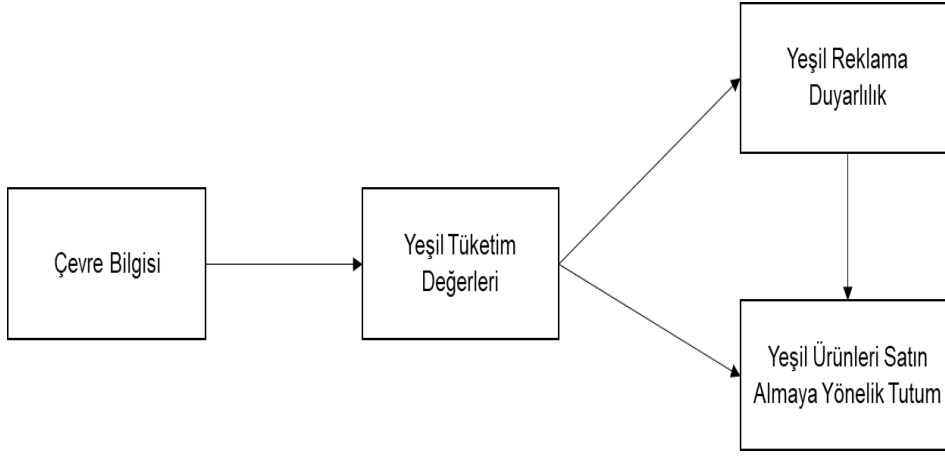 Yeşil Reklama
Duyarlılık
Çevre Bilgisi
Yeşil Tüketim
Değerleri
Yeşil Ürünleri Satın
Almaya Yönelik Tutum